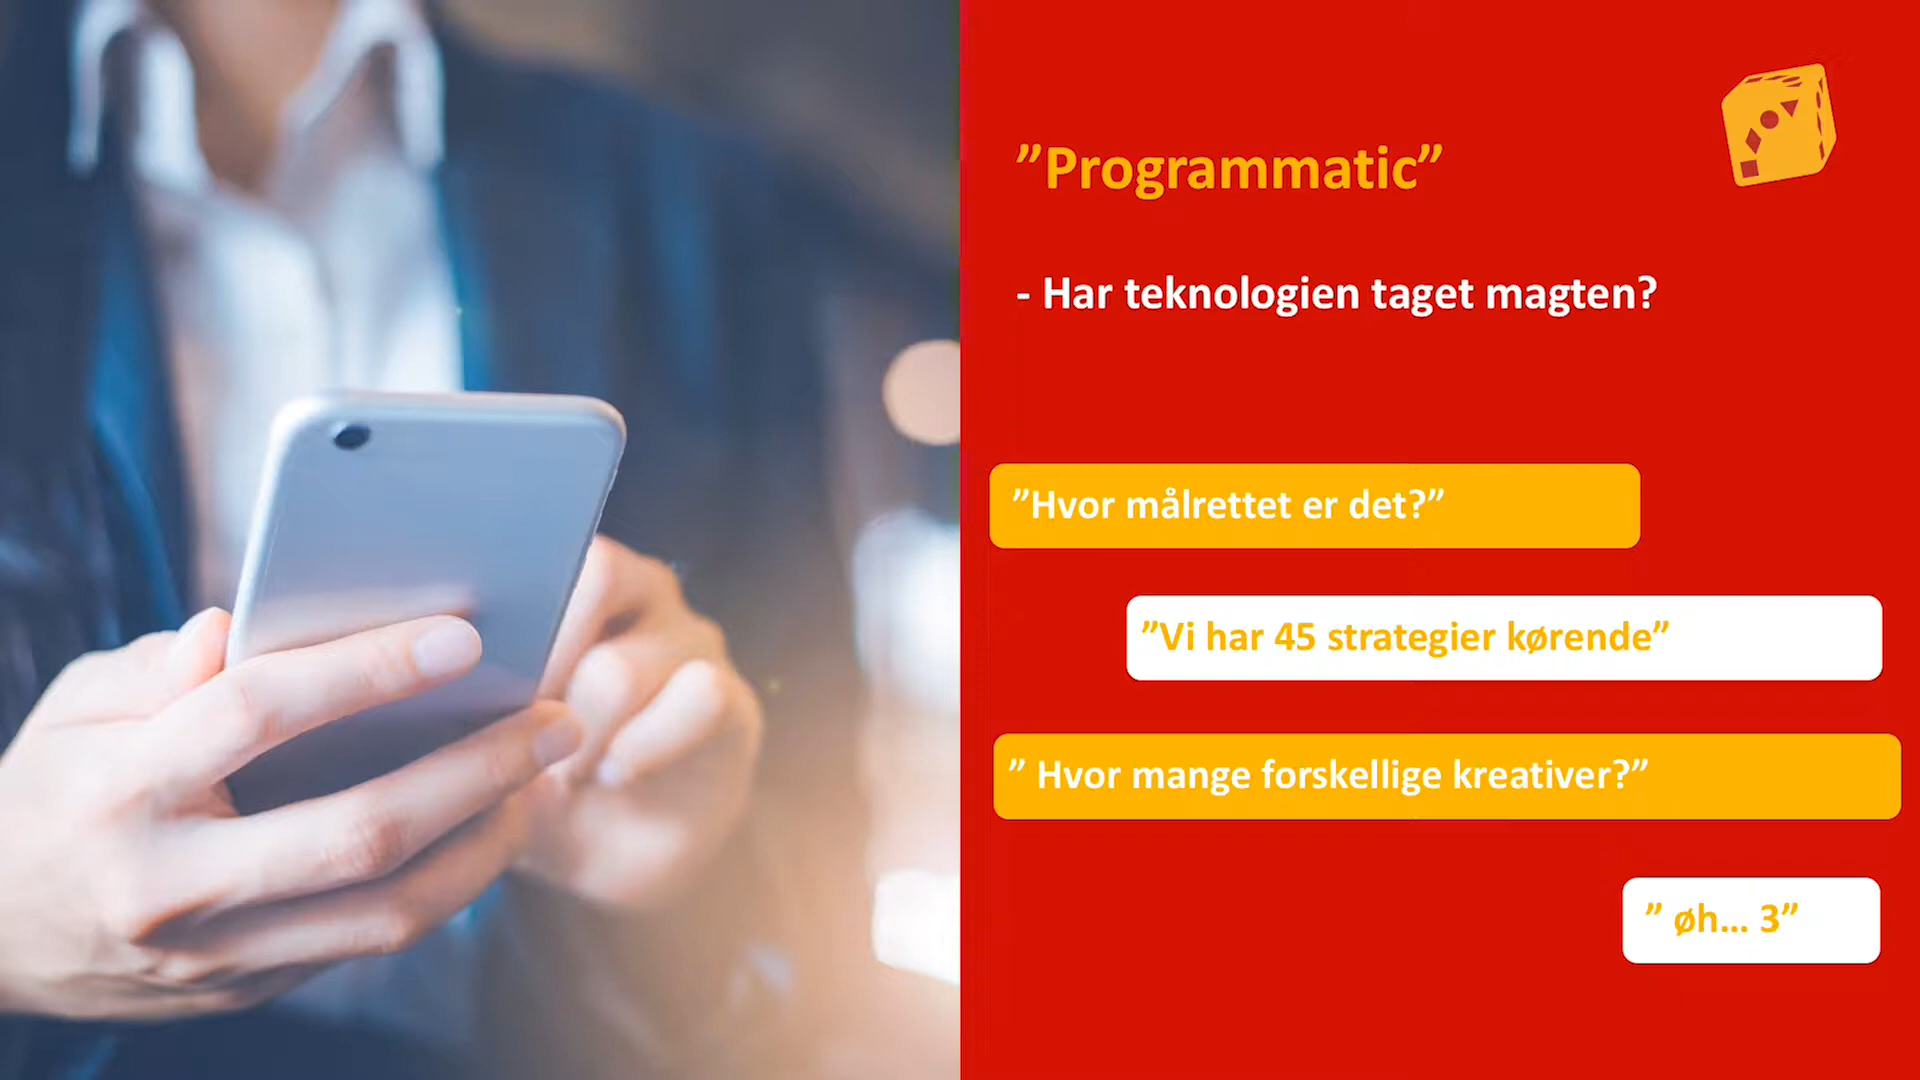 ”Programmatic”
- Har teknologien taget magten?
”Hvor målrettet er det?”
”Vi har 45 strategier kørende”
” Hvor mange forskellige kreativer?”
” øh... 3”